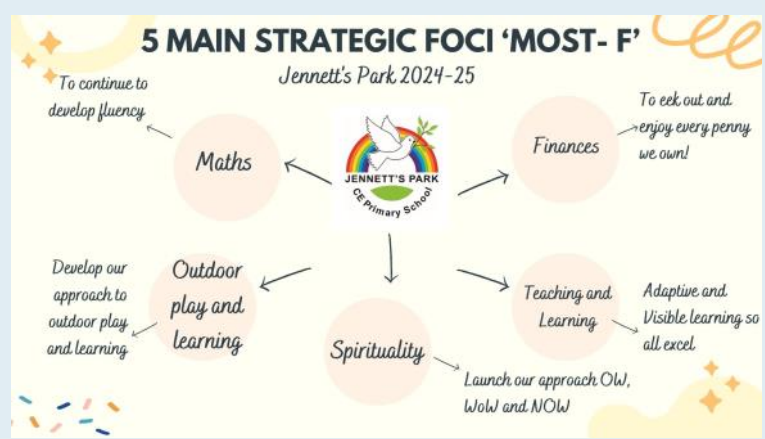 5 MAIN STRATEGIC FOCI ‘MOST- F’
Jennett's Park 2024-25
To continue to
develop fluency
Maths
JENNETT'S PARK
CE Primary School
Finances
To eek out and
enjoy every penny
we own!
Develop our
approach to
outdoor play
and learning
Outdoor
play and
learning
Spirituality
Launch our approach OW,
WoW and NOW
Teaching and
Learning
Adaptive and
Visible learning so
all excel